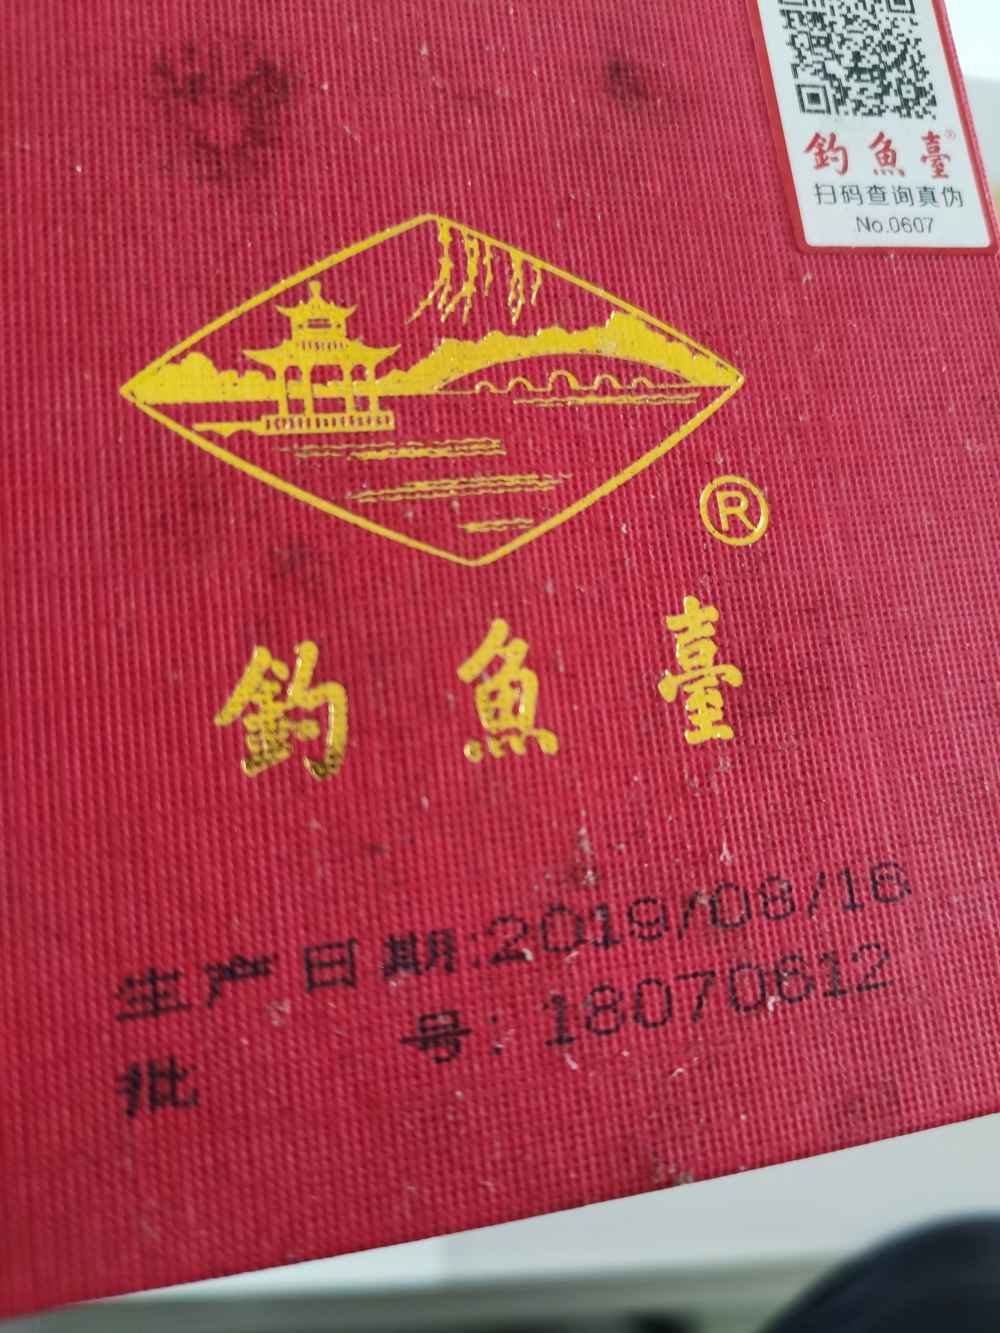 釣魚臺®
扫码查询真伪
No.0607
®
釣魚臺
生产日期:2019/08/16
批号:18070612